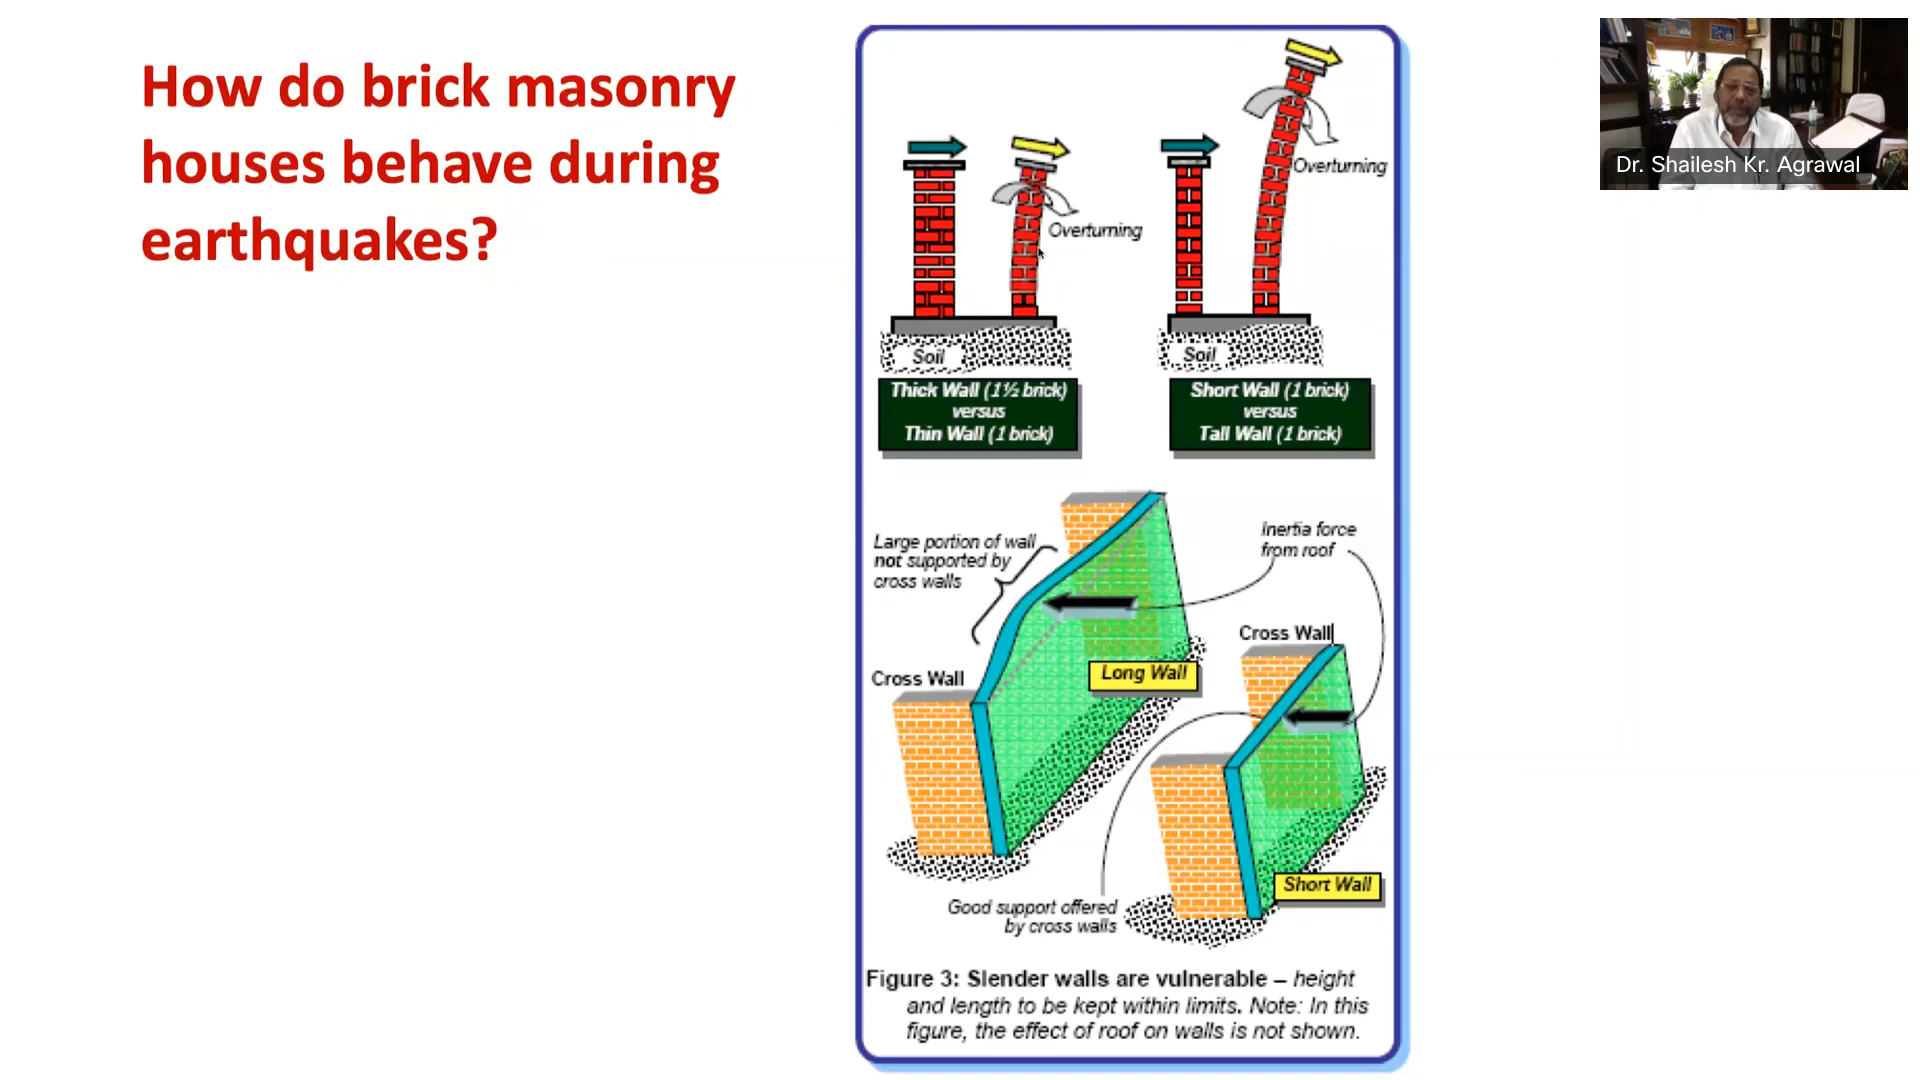 How do brick masonry
houses behave during
earthquakes?
Dr. Shailesh Kr. Agrawal
Overturning
Overturning
Soil
Soil
Thick Wall (1½ brick)
versus
Thin Wall (1 brick)
Short Wall (1 brick)
versus
Tall Wall (1 brick)
Large portion of wall
not supported by
cross walls
Inertia force
from roof
Cross Wall
Cross Wall
Long Wall
Short Wall
Good support offered
by cross walls
Figure 3: Slender walls are vulnerable – height
and length to be kept within limits. Note: In this
figure, the effect of roof on walls is not shown.